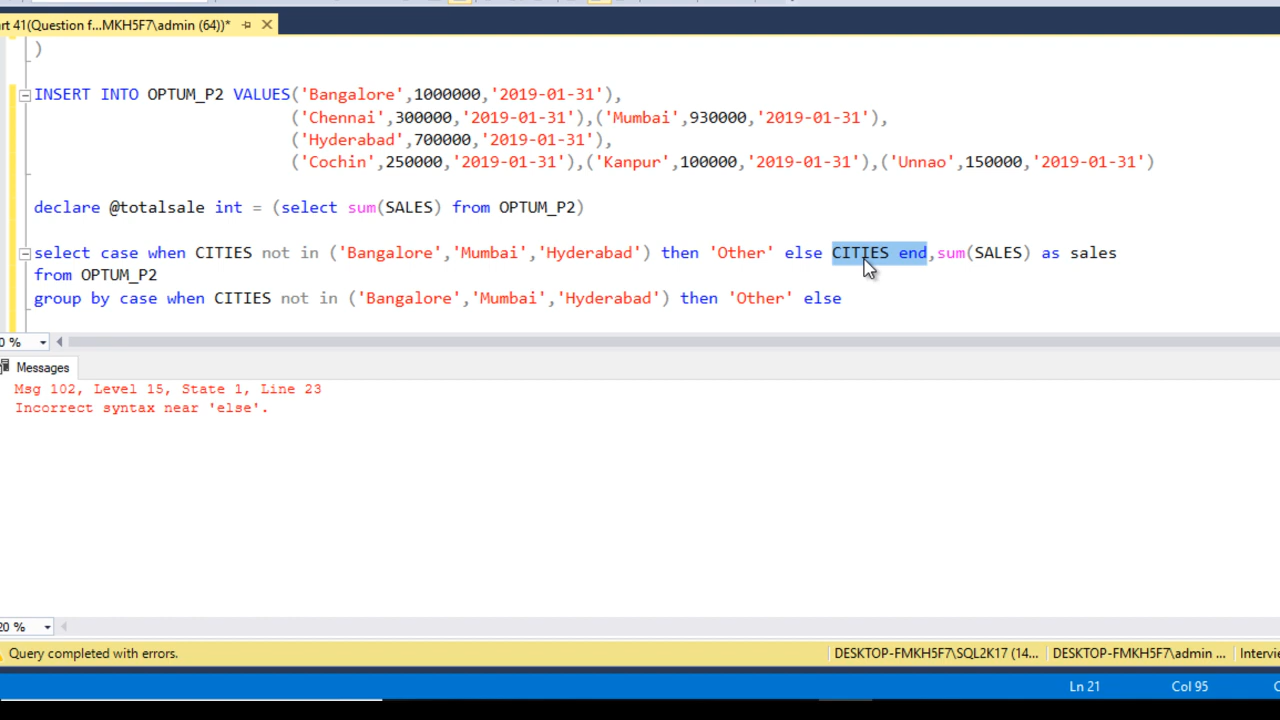 rt 41(Question f...MKH5F7\admin (64))*
)
INSERT INTO OPTUM_P2 VALUES('Bangalore',1000000,'2019-01-31'),
('Chennai',300000,'2019-01-31'),('Mumbai',930000,'2019-01-31'),
('Hyderabad',700000,'2019-01-31'),
('Cochin',250000,'2019-01-31'),('Kanpur',100000,'2019-01-31'),('Unnao',150000,'2019-01-31')
declare @totalsale int = (select sum(SALES) from OPTUM_P2)
select case when CITIES not in ('Bangalore','Mumbai','Hyderabad') then 'Other' else CITIES end,sum(SALES) as sales
from OPTUM_P2
group by case when CITIES not in ('Bangalore','Mumbai','Hyderabad') then 'Other' else
0 %
Messages
Msg 102, Level 15, State 1, Line 23
Incorrect syntax near 'else'.
20 %
Query completed with errors.
DESKTOP-FMKH5F7\SQL2K17 (14...
DESKTOP-FMKH5F7\admin ...
Intervie
Ln 21
Col 95